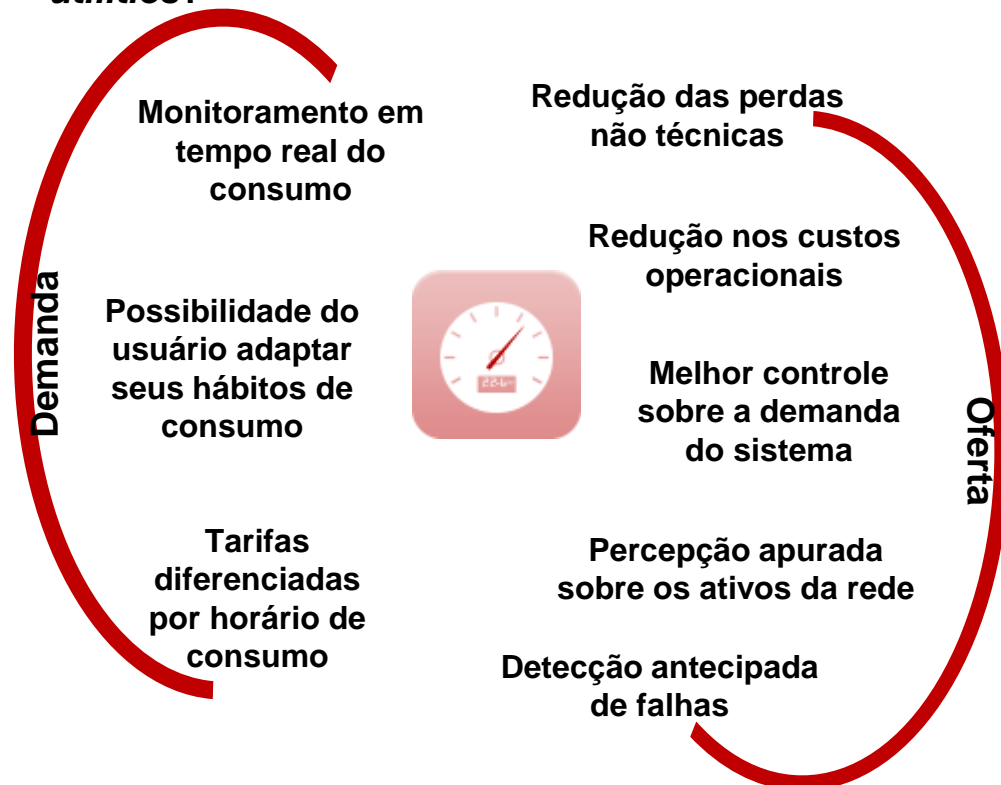 utilities?
Monitoramento em
tempo real do
consumo
Possibilidade do
usuário adaptar
seus hábitos de
consumo
Tarifas
diferenciadas
por horário de
consumo
Demanda
Redução das perdas
não técnicas
Redução nos custos
operacionais
Melhor controle
sobre a demanda
do sistema
Percepção apurada
sobre os ativos da rede
Detecção antecipada
de falhas
Oferta